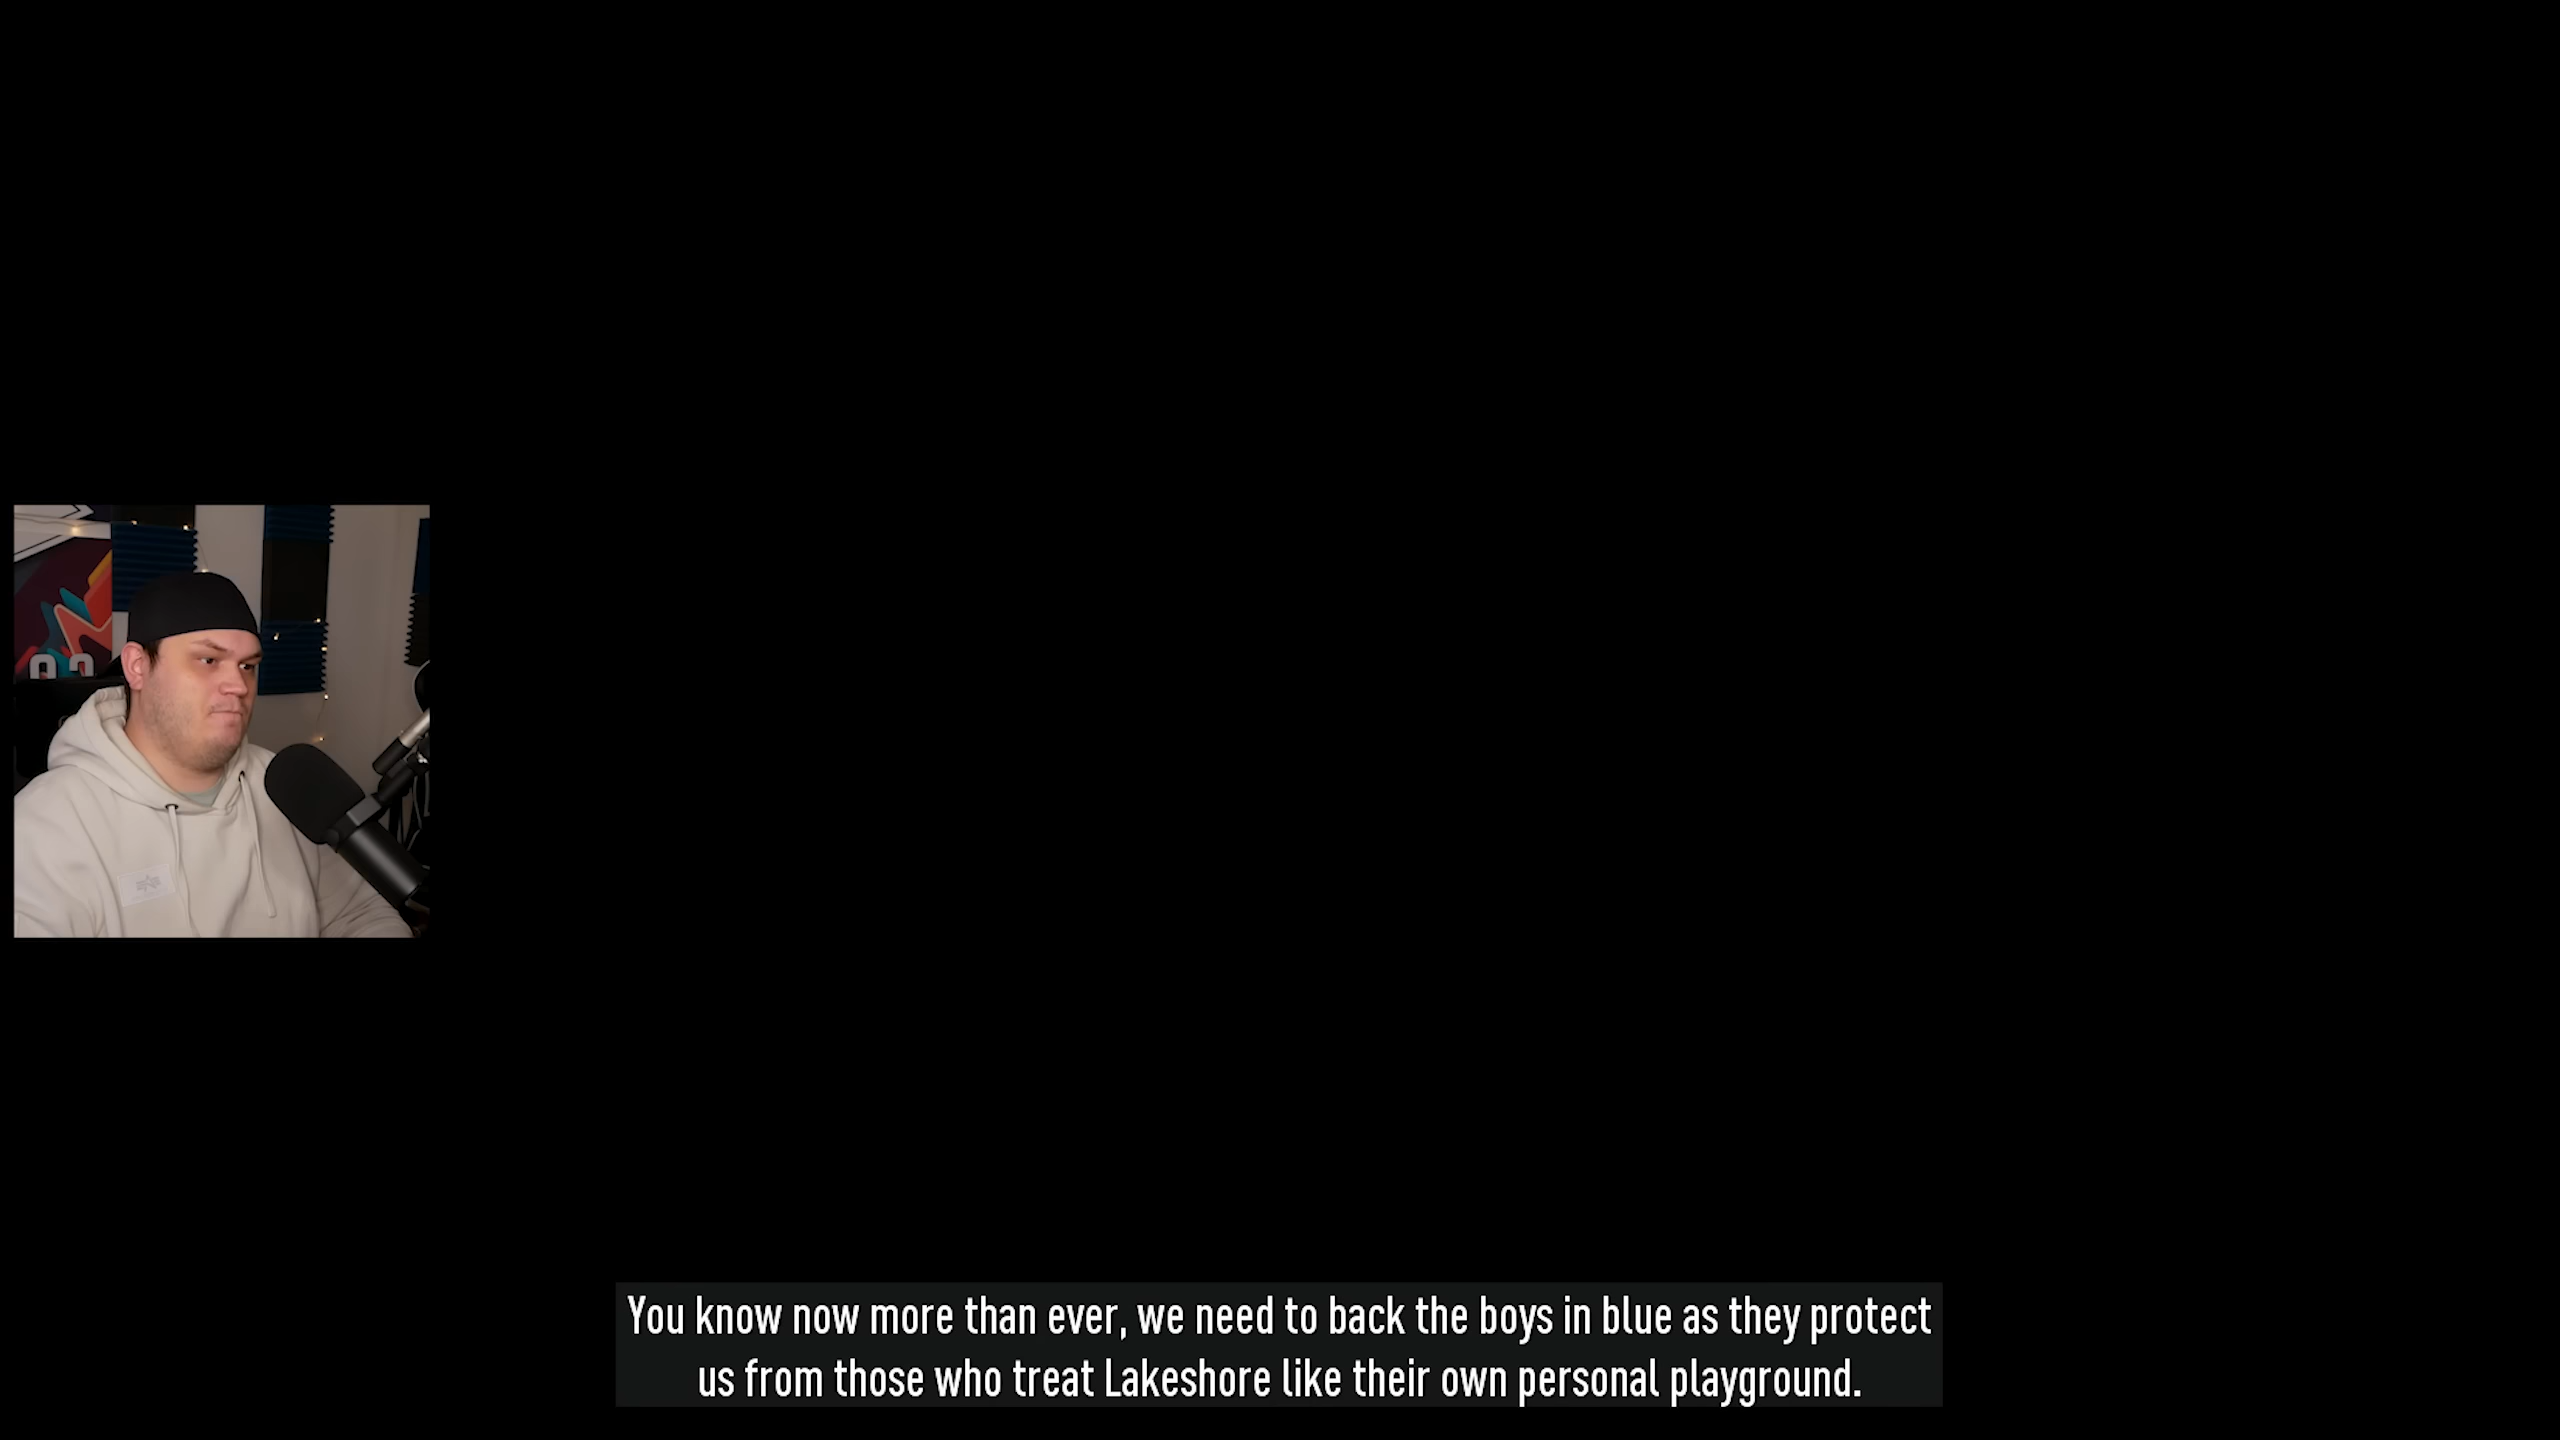 You know now more than ever, we need to back the boys in blue as they protect
us from those who treat Lakeshore like their own personal playground.